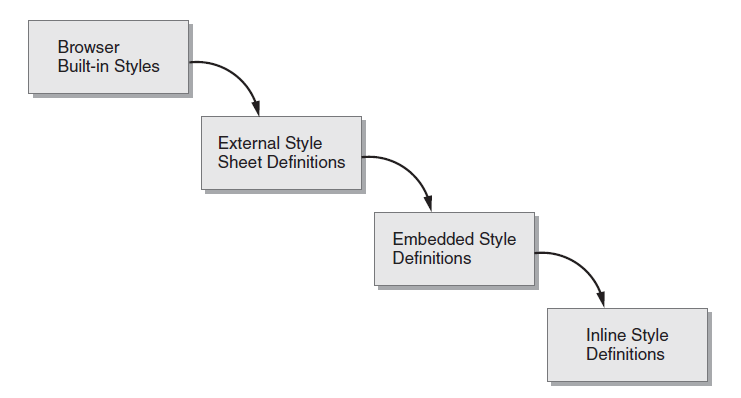 Browser
Built-in Styles
External Style
Sheet Definitions
Embedded Style
Definitions
Inline Style
Definitions